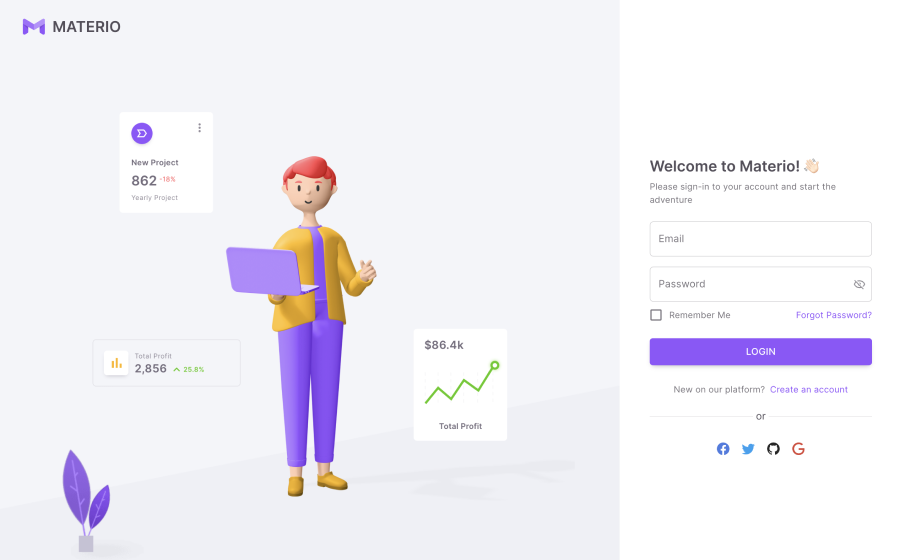 MATERIO
New Project
862 -18%
Yearly Project
Total Profit
2,856 25.8%
$86.4k
Total Profit
Welcome to Materio! 👋🏻
Please sign-in to your account and start the
adventure
Email
Password
Remember Me
Forgot Password?
LOGIN
New on our platform? Create an account
or